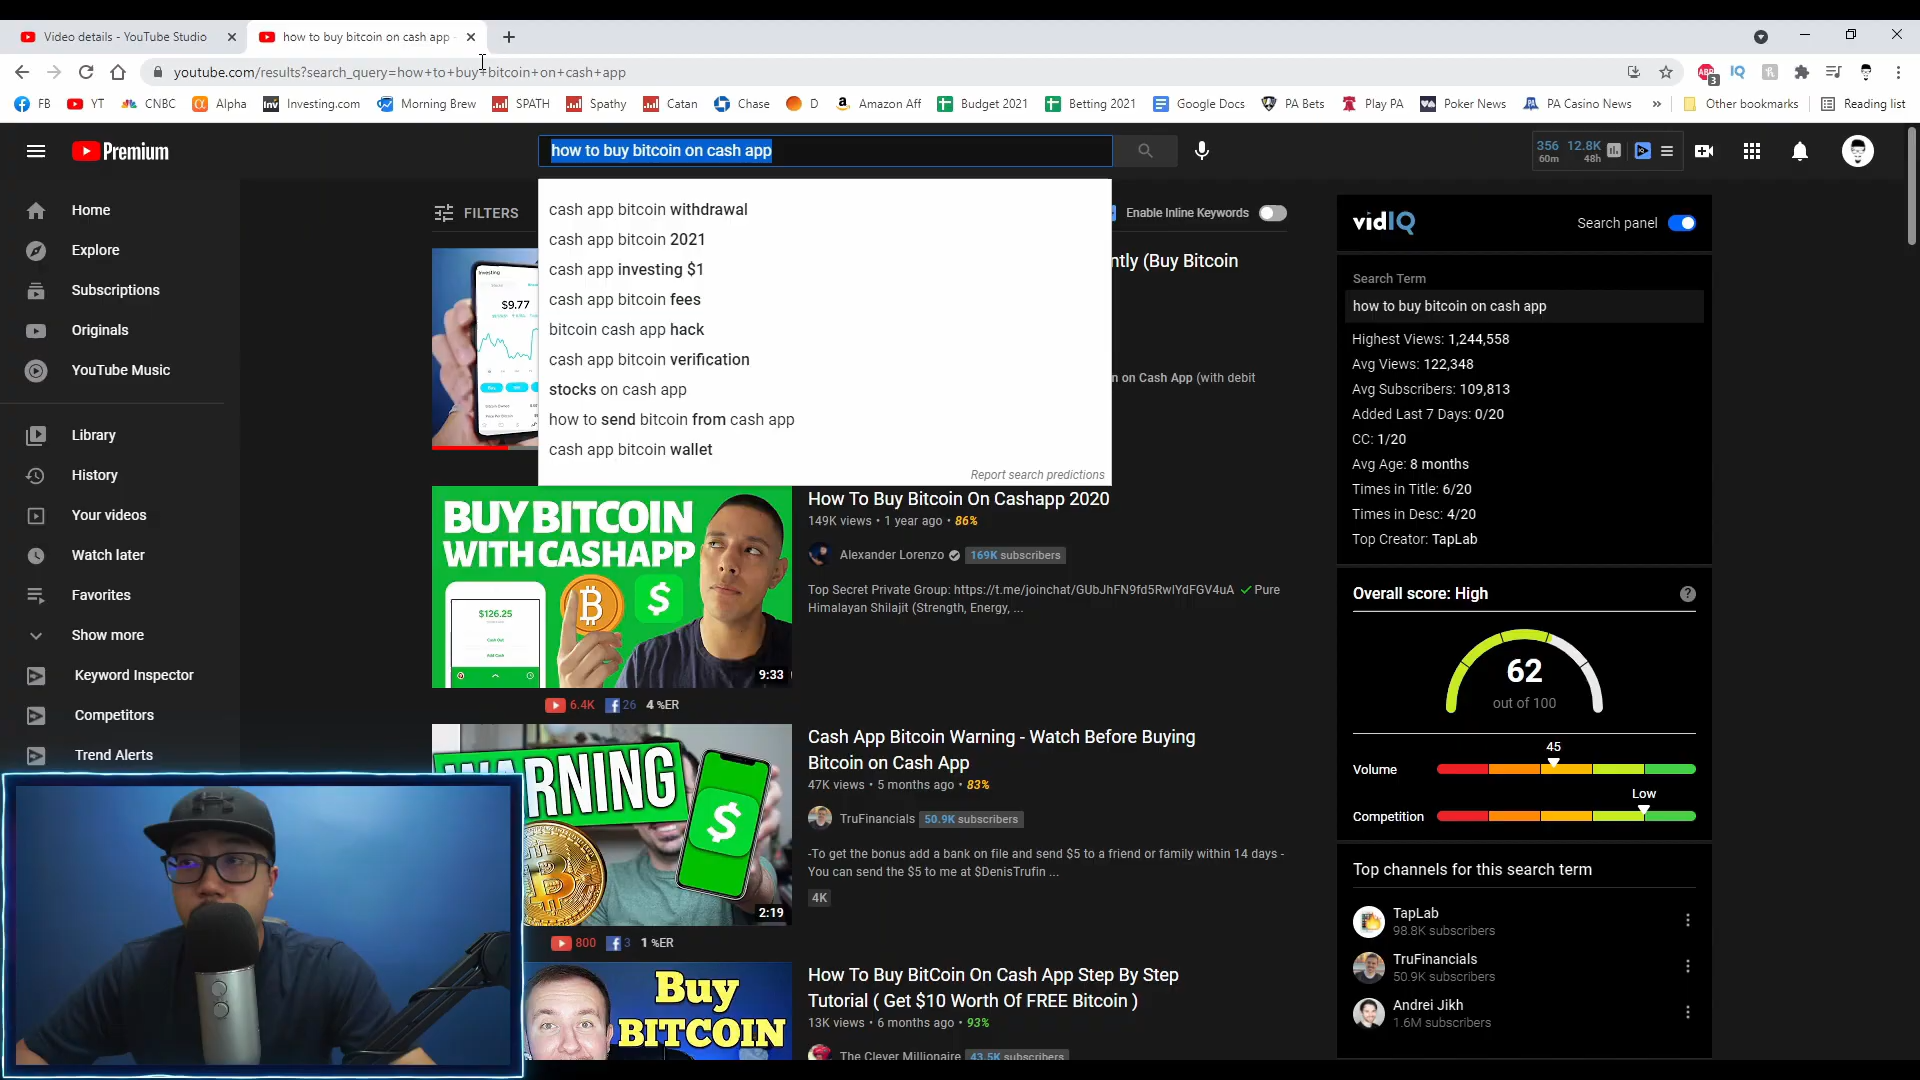 Video details - YouTube Studio
how to buy bitcoin on cash app -
youtube.com/results?search_query=how+to+buy+bitcoin+on+cash+app
3
FB YT CNBC Alpha Investing.com Morning Brew SPATH Spathy Catan Chase D Amazon Aff Budget 2021 Betting 2021 Google Docs PA Bets Play PA Poker News PA Casino News » Other bookmarks Reading list
Premium
how to buy bitcoin on cash app
356 12.8K
60m 48h
Home
Explore
Subscriptions
Originals
YouTube Music
Library
History
Your videos
Watch later
Favorites
Show more
Keyword Inspector
Competitors
Trend Alerts
FILTERS
Enable Inline Keywords
cash app bitcoin withdrawal
cash app bitcoin 2021
cash app investing $1
cash app bitcoin fees
bitcoin cash app hack
cash app bitcoin verification
stocks on cash app
how to send bitcoin from cash app
cash app bitcoin wallet
Report search predictions
Investing
$9.77
ntly (Buy Bitcoin
n on Cash App (with debit
BUY BITCOIN
WITH CASHAPP
$126.25
Cash Out
Add Cash
$
9:33
6.4K 26 4 %ER
How To Buy Bitcoin On Cashapp 2020
149K views • 1 year ago • 86%
Alexander Lorenzo 169K subscribers
Top Secret Private Group: https://t.me/joinchat/GUbJhFN9fd5RwIYdFGV4uA ✓ Pure
Himalayan Shilajit (Strength, Energy, ...
ARNING
$
2:19
800 3 1 %ER
Cash App Bitcoin Warning - Watch Before Buying
Bitcoin on Cash App
47K views • 5 months ago • 83%
TruFinancials 50.9K subscribers
-To get the bonus add a bank on file and send $5 to a friend or family within 14 days -
You can send the $5 to me at $DenisTrufin ...
4K
Buy
BITCOIN
How To Buy BitCoin On Cash App Step By Step
Tutorial ( Get $10 Worth Of FREE Bitcoin )
13K views • 6 months ago • 93%
The Clever Millionaire 43.5K subscribers
vidIQ
Search panel
Search Term
how to buy bitcoin on cash app
Highest Views: 1,244,558
Avg Views: 122,348
Avg Subscribers: 109,813
Added Last 7 Days: 0/20
CC: 1/20
Avg Age: 8 months
Times in Title: 6/20
Times in Desc: 4/20
Top Creator: TapLab
Overall score: High
62
out of 100
45
Volume
Low
Competition
Top channels for this search term
TapLab
98.8K subscribers
TruFinancials
50.9K subscribers
Andrei Jikh
1.6M subscribers